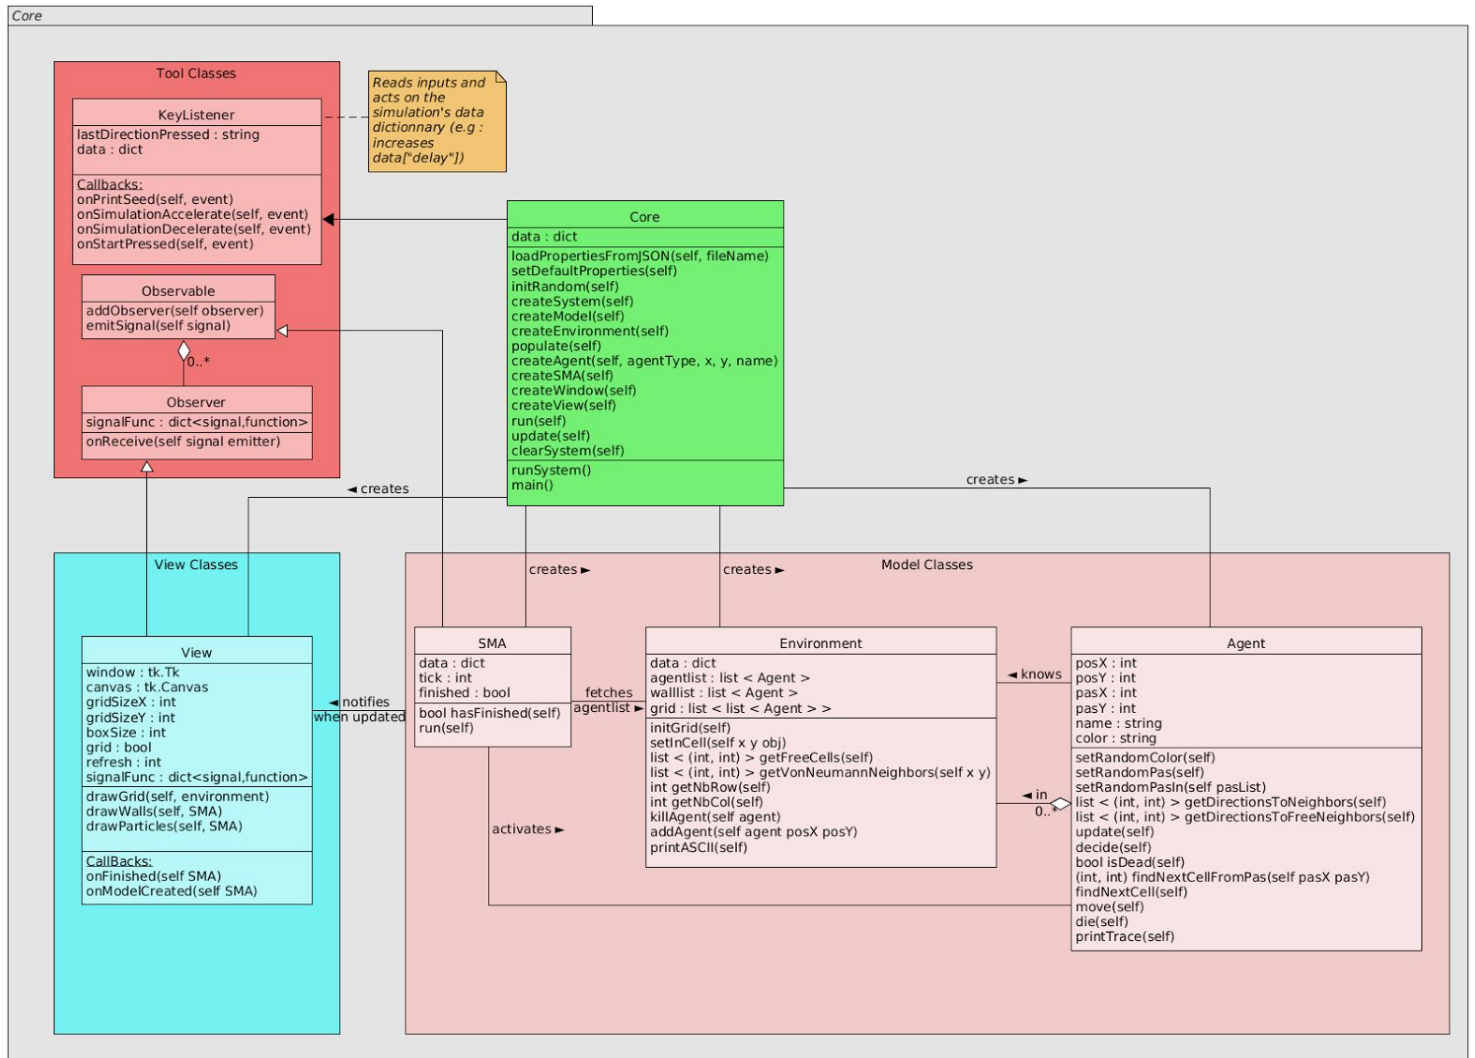 Core
Tool Classes
KeyListener
lastDirectionPressed : string
data : dict
Callbacks:
onPrintSeed(self, event)
onSimulationAccelerate(self, event)
onSimulationDecelerate(self, event)
onStartPressed(self, event)
Reads inputs and
acts on the
simulation's data
dictionnary (e.g :
increases
data["delay"])
Observable
addObserver(self observer)
emitSignal(self signal)
0..*
Observer
signalFunc : dict<signal,function>
onReceive(self signal emitter)
Core
data : dict
loadPropertiesFromJSON(self, fileName)
setDefaultProperties(self)
initRandom(self)
createSystem(self)
createModel(self)
createEnvironment(self)
populate(self)
createAgent(self, agentType, x, y, name)
createSMA(self)
createWindow(self)
createView(self)
run(self)
update(self)
clearSystem(self)
runSystem()
main()
◄ creates
creates ►
creates ►
creates ►
View Classes
View
window : tk.Tk
canvas : tk.Canvas
gridSizeX : int
gridSizeY : int
boxSize : int
grid : bool
refresh : int
signalFunc : dict<signal,function>
drawGrid(self, environment)
drawWalls(self, SMA)
drawParticles(self, SMA)
CallBacks:
onFinished(self SMA)
onModelCreated(self SMA)
◄ notifies
when updated
Model Classes
SMA
data : dict
tick : int
finished : bool
bool hasFinished(self)
run(self)
fetches
agentlist ►
activates ►
Environment
data : dict
agentlist : list < Agent >
walllist : list < Agent >
grid : list < list < Agent > >
initGrid(self)
setInCell(self x y obj)
list < (int, int) > getFreeCells(self)
list < (int, int) > getVonNeumannNeighbors(self x y)
int getNbRow(self)
int getNbCol(self)
killAgent(self agent)
addAgent(self agent posX posY)
printASCII(self)
◄ knows
◄ in
0..*
Agent
posX : int
posY : int
pasX : int
pasY : int
name : string
color : string
setRandomColor(self)
setRandomPas(self)
setRandomPasIn(self pasList)
list < (int, int) > getDirectionsToNeighbors(self)
list < (int, int) > getDirectionsToFreeNeighbors(self)
update(self)
decide(self)
bool isDead(self)
(int, int) findNextCellFromPas(self pasX pasY)
findNextCell(self)
move(self)
die(self)
printTrace(self)